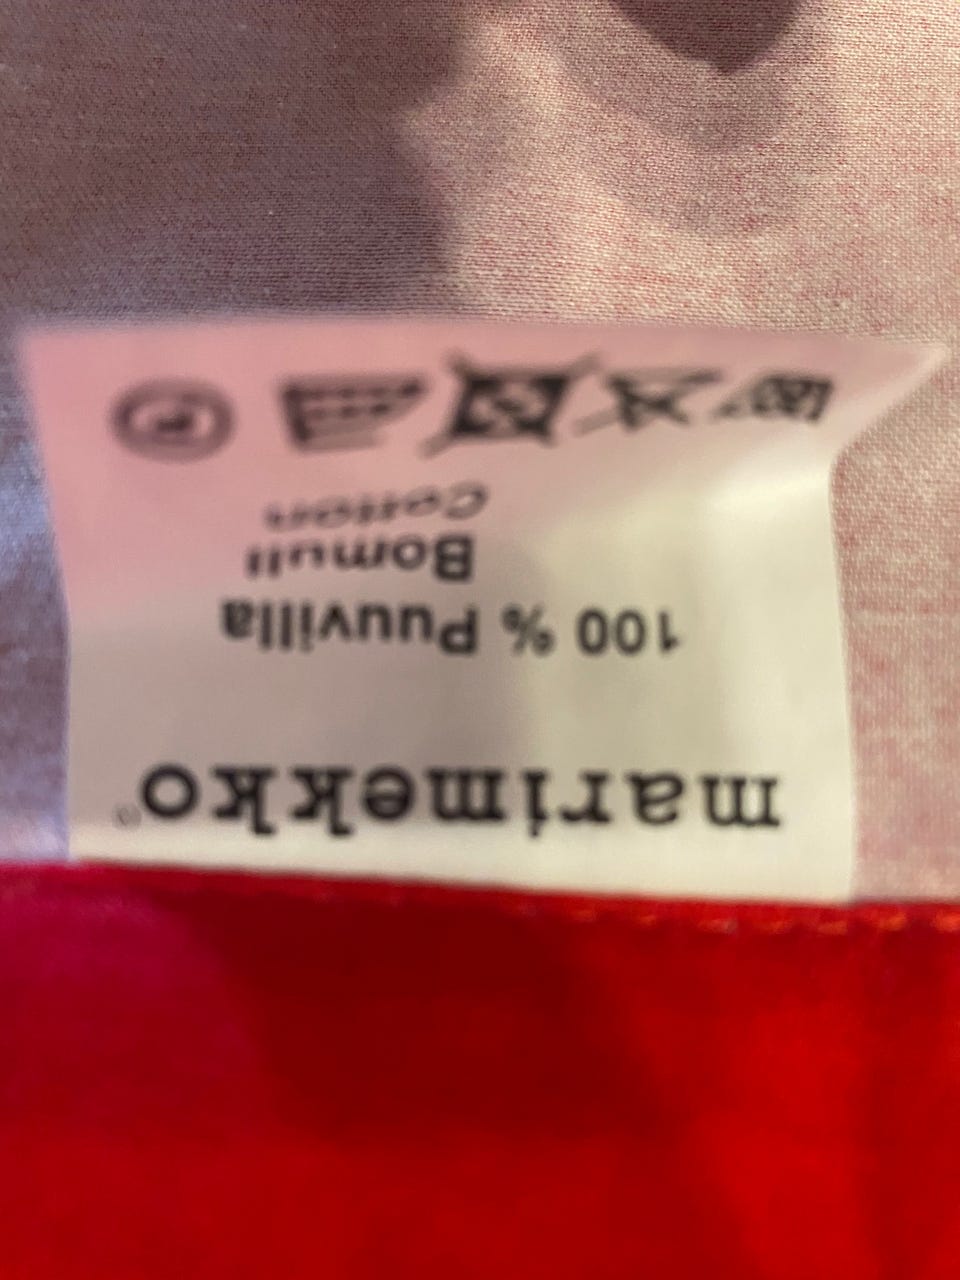 marimekko
100 % Puuvilla
Bomull
Cotton